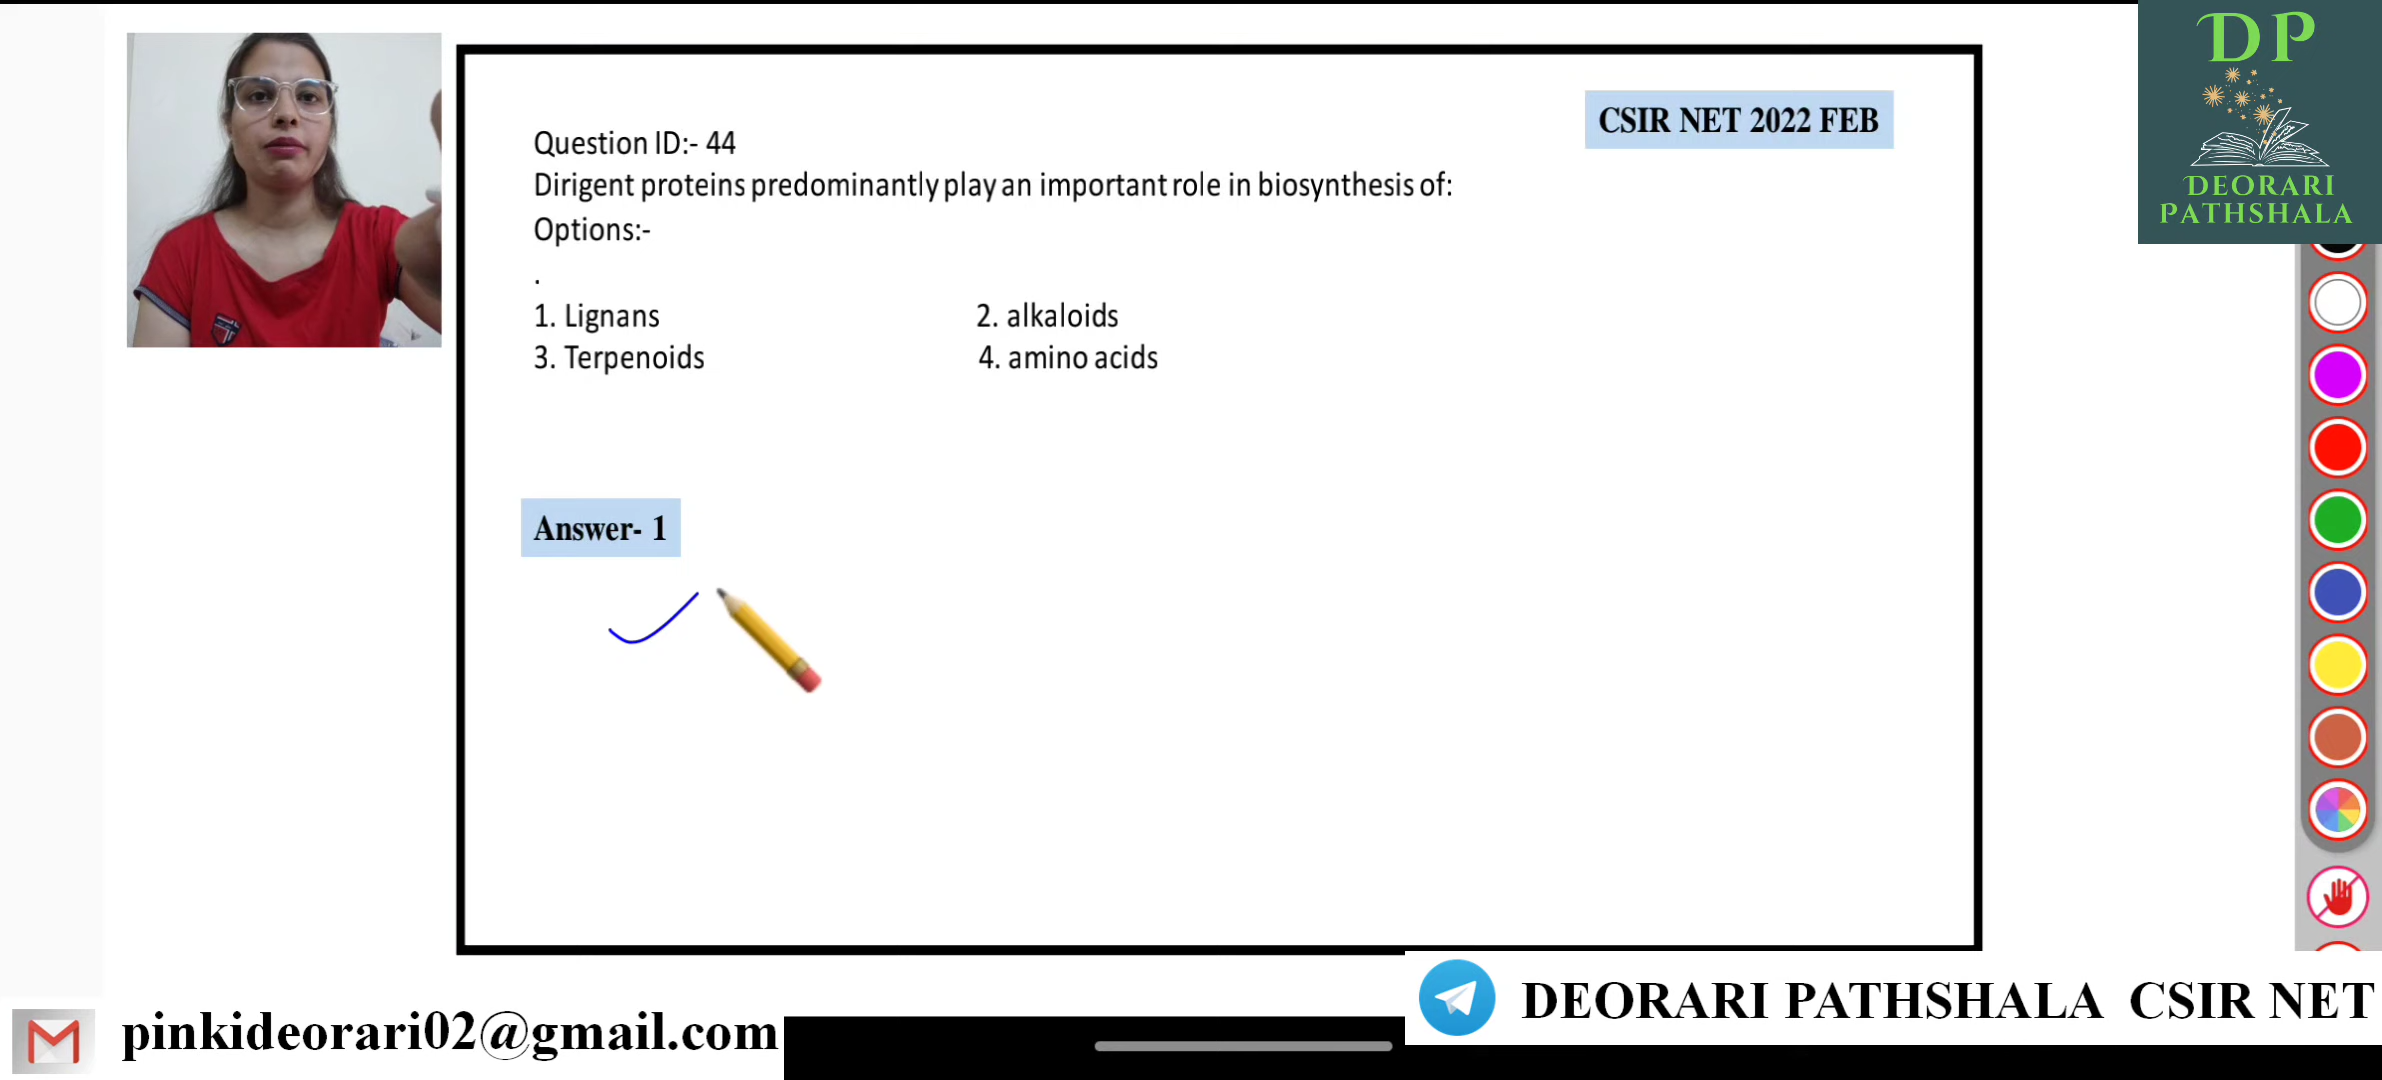 DP
DEORARI
PATHSHALA
CSIR NET 2022 FEB
Question ID:- 44
Dirigent proteins predominantly play an important role in biosynthesis of:
Options:-
.
1. Lignans 2. alkaloids
3. Terpenoids 4. amino acids
Answer- 1
pinkideorari02@gmail.com
DEORARI PATHSHALA CSIR NET